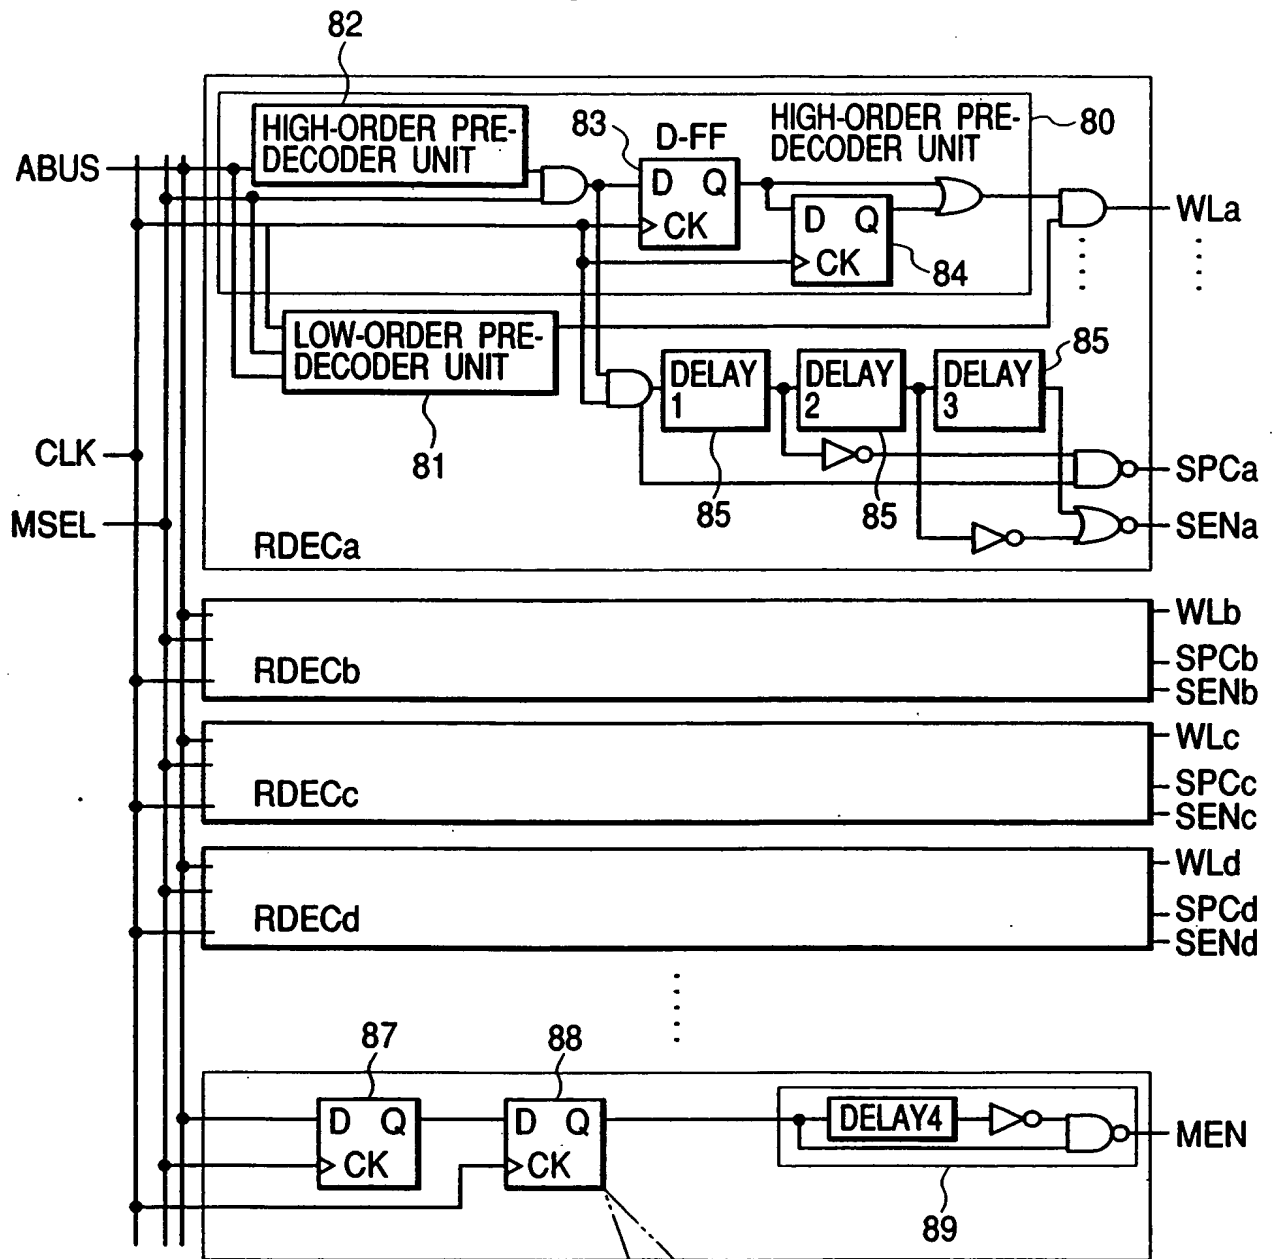 82
HIGH-ORDER PRE-
DECODER UNIT
83
D-FF
HIGH-ORDER PRE-
DECODER UNIT
80
ABUS
D Q
CK
D Q
CK
84
WLa
LOW-ORDER PRE-
DECODER UNIT
81
DELAY
1
DELAY
2
DELAY
3
85
85
85
CLK
MSEL
SPCa
SENa
RDECa
WLb
RDECb
SPCb
SENb
WLc
RDECc
SPCc
SENc
WLd
RDECd
SPCd
SENd
87
88
D Q
CK
D Q
CK
DELAY4
MEN
89